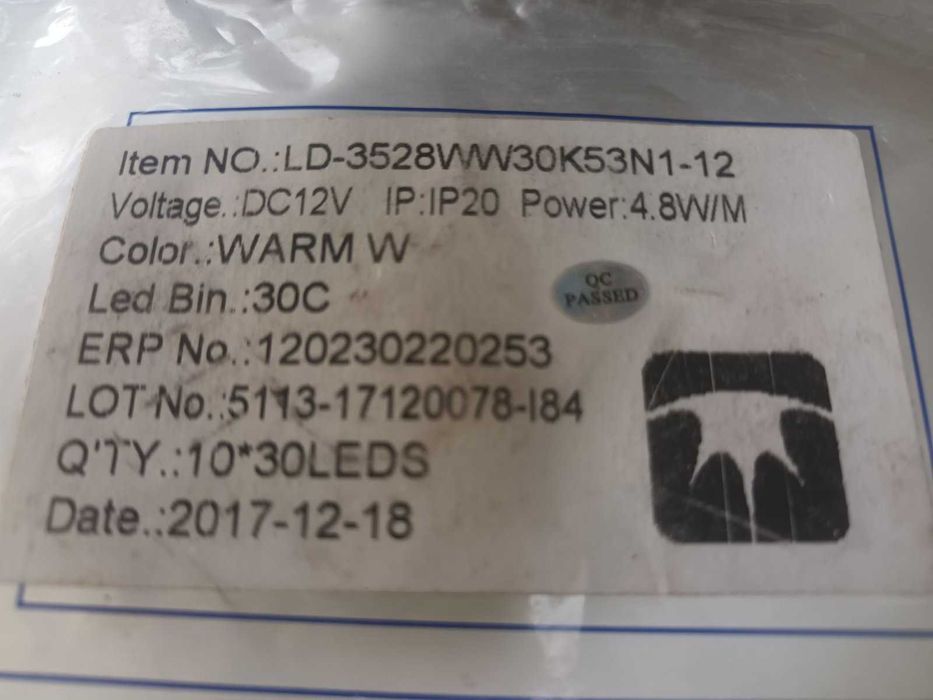 Item NO.:LD-3528WW30K53N1-12
Voltage.:DC12V IP:IP20 Power:4.8W/M
Color.:WARM W
Led Bin.:30C
QC
PASSED
ERP No.:120230220253
LOT No.:5113-17120078-I84
Q'TY.:10*30LEDS
Date.:2017-12-18